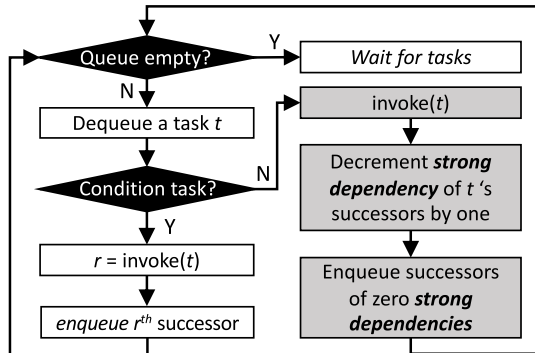 Queue empty?
Y
Wait for tasks
N
Dequeue a task t
invoke(t)
Condition task?
N
Decrement strong
dependency of t ‘s
successors by one
Y
r = invoke(t)
enqueue rth successor
Enqueue successors
of zero strong
dependencies